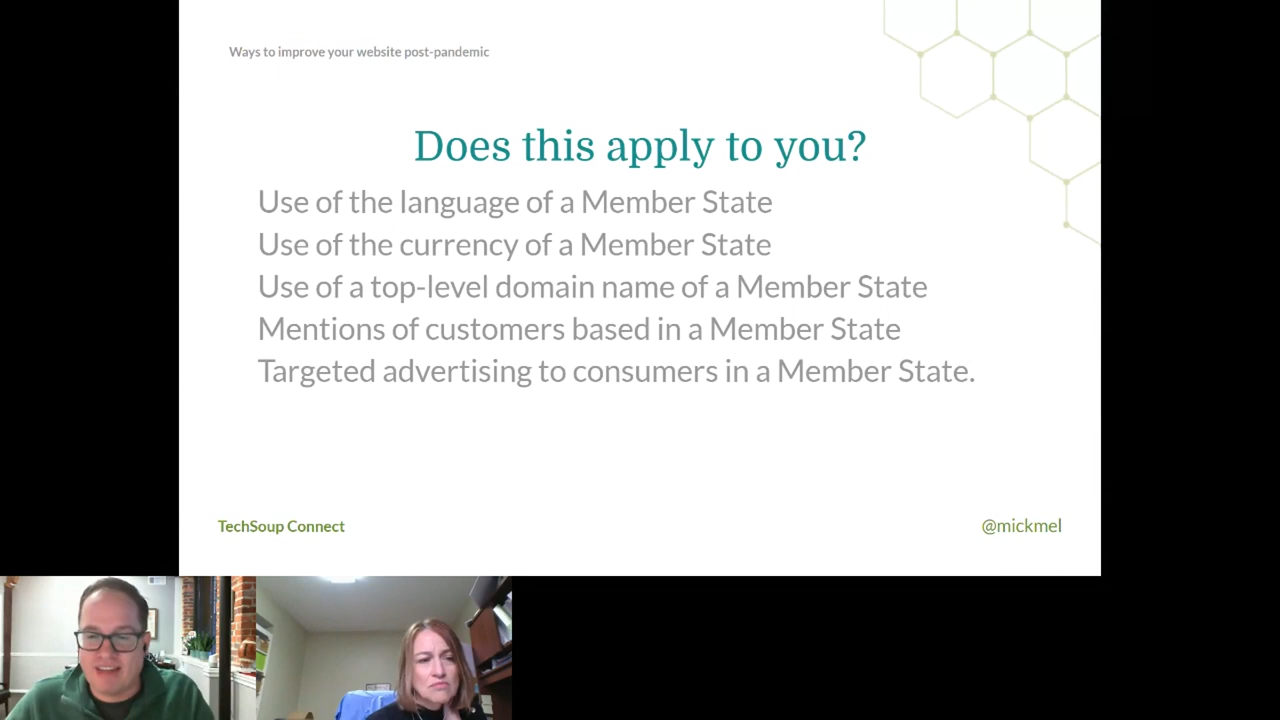 Ways to improve your website post-pandemic
Does this apply to you?
Use of the language of a Member State
Use of the currency of a Member State
Use of a top-level domain name of a Member State
Mentions of customers based in a Member State
Targeted advertising to consumers in a Member State.
TechSoup Connect
@mickmel